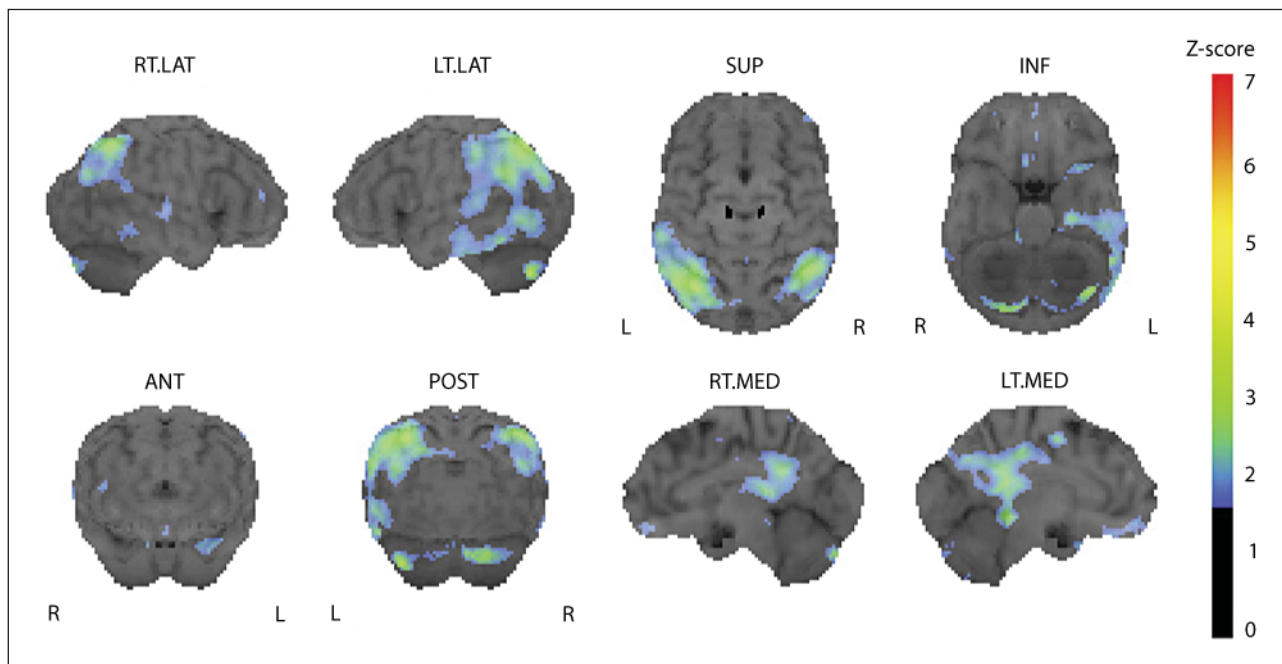 RT.LAT
LT.LAT
SUP
INF
Z-score
7
6
5
4
3
2
1
0
L
R
R
L
ANT
POST
RT.MED
LT.MED
R
L
L
R